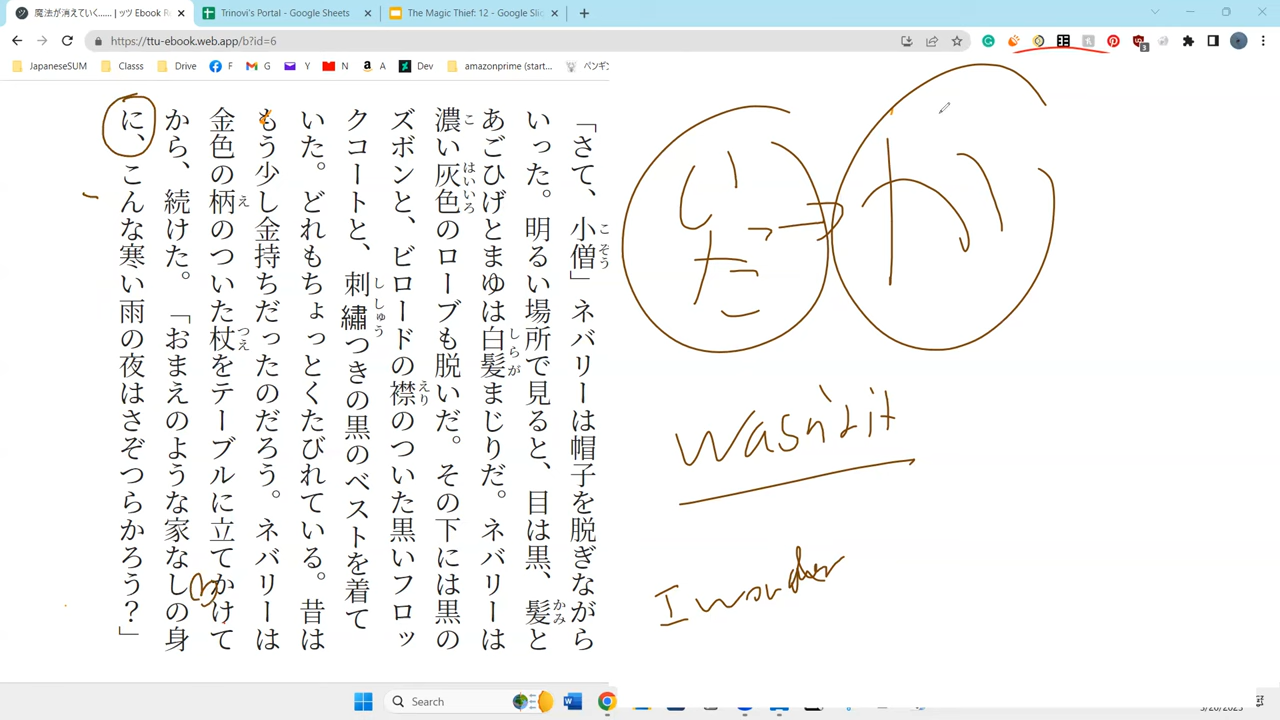 魔法が消えていく...... | ッツ Ebook R
Trinovi's Portal - Google Sheets
The Magic Thief: 12 - Google Slic
https://ttu-ebook.web.app/b?id=6
3
JapaneseSUM
Classs
Drive
F
G
Y
N
A
Dev
amazonprime (start...
ペンギン
「さて、小僧」ネバリーは帽子を脱ぎながら
いった。明るい場所で見ると、目は黒、髪と
あごひげとまゆは白髪まじりだ。ネバリーは
濃い灰色のローブも脱いだ。その下には黒の
ズボンと、ビロードの襟のついた黒いフロッ
クコートと、刺繡つきの黒のベストを着て
いた。どれもちょっとくたびれている。昔は
もう少し金持ちだったのだろう。ネバリーは
金色の柄のついた杖をテーブルに立てかけて
から、続けた。「おまえのような家なしの身
に、こんな寒い雨の夜はさぞつらかろう？」
いた
か
Wasn't it
I wonder
Search